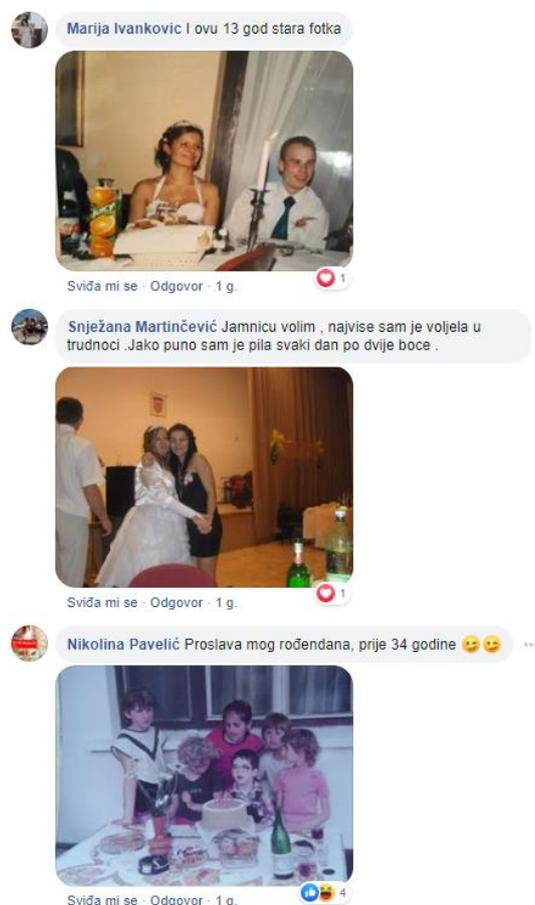 Marija Ivankovic I ovu 13 god stara fotka
JUICY
Sviđa mi se · Odgovor · 1 g.
1
Snježana Martinčević Jamnicu volim , najvise sam je voljela u
trudnoci .Jako puno sam je pila svaki dan po dvije boce .
Sviđa mi se · Odgovor · 1 g.
1
Nikolina Pavelić Proslava mog rođendana, prije 34 godine 🤣🤣
Sviđa mi se · Odgovor · 1 g.
4